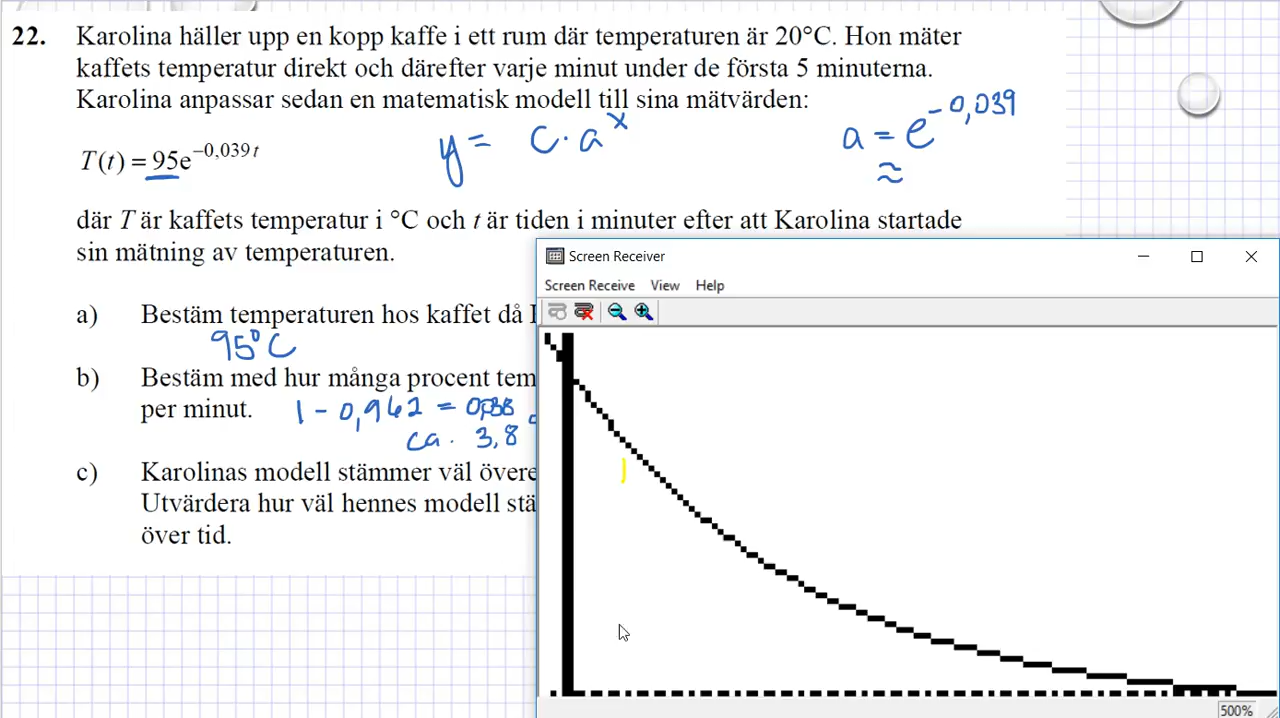 22. Karolina häller upp en kopp kaffe i ett rum där temperaturen är 20°C. Hon mäter
kaffets temperatur direkt och därefter varje minut under de första 5 minuterna.
Karolina anpassar sedan en matematisk modell till sina mätvärden:
y = C · a^x
a = e^-0,039
≈
T(t) = 95e^−0,039t
där T är kaffets temperatur i °C och t är tiden i minuter efter att Karolina startade
sin mätning av temperaturen.
a) Bestäm temperaturen hos kaffet då
95°C
b) Bestäm med hur många procent tem
per minut.
1 - 0,962 = 0,038
ca. 3,8
c) Karolinas modell stämmer väl övere
Utvärdera hur väl hennes modell stä
över tid.
Screen Receiver
Screen Receive View Help
500%